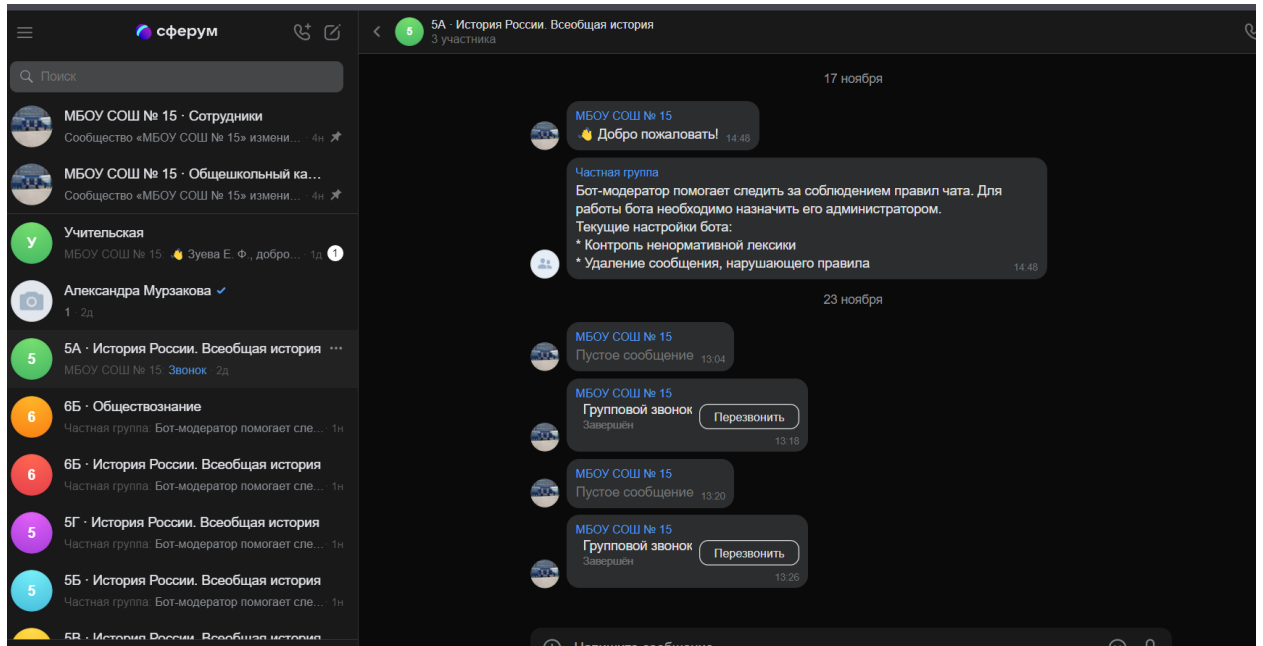 сферум
Поиск
МБОУ СОШ № 15 · Сотрудники
Сообщество «МБОУ СОШ № 15» измени... · 4н
МБОУ СОШ № 15 · Общешкольный ка...
Сообщество «МБОУ СОШ № 15» измени... · 4н
У
Учительская
МБОУ СОШ № 15: 👋 Зуева Е. Ф., добро... · 1д 1
Александра Мурзакова
1 · 2д
5
5А · История России. Всеобщая история ...
МБОУ СОШ № 15: Звонок · 2д
6
6Б · Обществознание
Частная группа: Бот-модератор помогает сле... · 1н
6
6Б · История России. Всеобщая история
Частная группа: Бот-модератор помогает сле... · 1н
5
5Г · История России. Всеобщая история
Частная группа: Бот-модератор помогает сле... · 1н
5
5Б · История России. Всеобщая история
Частная группа: Бот-модератор помогает сле... · 1н
5В · История России. Всеобщая история
5
5А · История России. Всеобщая история
3 участника
17 ноября
МБОУ СОШ № 15
👋 Добро пожаловать! 14:48
Частная группа
Бот-модератор помогает следить за соблюдением правил чата. Для
работы бота необходимо назначить его администратором.
Текущие настройки бота:
* Контроль ненормативной лексики
* Удаление сообщения, нарушающего правила 14:48
23 ноября
МБОУ СОШ № 15
Пустое сообщение 13:04
МБОУ СОШ № 15
Групповой звонок
Завершён
Перезвонить
13:18
МБОУ СОШ № 15
Пустое сообщение 13:20
МБОУ СОШ № 15
Групповой звонок
Завершён
Перезвонить
13:26
Напишите сообщение...